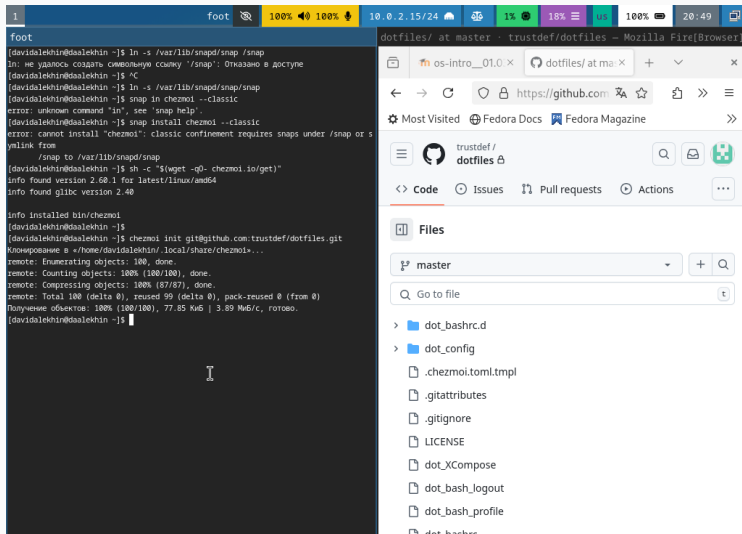 1
foot
100%
100%
10.0.2.15/24
1%
18%
us
100%
20:49
foot
[davidalekhin@daalekhin ~]$ ln -s /var/lib/snapd/snap /snap
ln: не удалось создать символьную ссылку '/snap': Отказано в доступе
[davidalekhin@daalekhin ~]$ ^C
[davidalekhin@daalekhin ~]$ ln -s /var/lib/snapd/snap/snap
[davidalekhin@daalekhin ~]$ snap in chezmoi --classic
error: unknown command "in", see 'snap help'.
[davidalekhin@daalekhin ~]$ snap install chezmoi --classic
error: cannot install "chezmoi": classic confinement requires snaps under /snap or s
ymlink from
/snap to /var/lib/snapd/snap
[davidalekhin@daalekhin ~]$ sh -c "$(wget -qO- chezmoi.io/get)"
info found version 2.60.1 for latest/linux/amd64
info found glibc version 2.40
info installed bin/chezmoi
[davidalekhin@daalekhin ~]$
[davidalekhin@daalekhin ~]$ chezmoi init git@github.com:trustdef/dotfiles.git
Клонирование в «/home/davidalekhin/.local/share/chezmoi»...
remote: Enumerating objects: 100, done.
remote: Counting objects: 100% (100/100), done.
remote: Compressing objects: 100% (87/87), done.
remote: Total 100 (delta 0), reused 99 (delta 0), pack-reused 0 (from 0)
Получение объектов: 100% (100/100), 77.85 КиБ | 3.89 МиБ/с, готово.
[davidalekhin@daalekhin ~]$
dotfiles/ at master · trustdef/dotfiles — Mozilla Fire[Browser]
os-intro__01.0
dotfiles/ at ma
https://github.com
Most Visited
Fedora Docs
Fedora Magazine
trustdef /
dotfiles
Code
Issues
Pull requests
Actions
Files
master
Go to file
t
dot_bashrc.d
dot_config
.chezmoi.toml.tmpl
.gitattributes
.gitignore
LICENSE
dot_XCompose
dot_bash_logout
dot_bash_profile
dot_bashrc